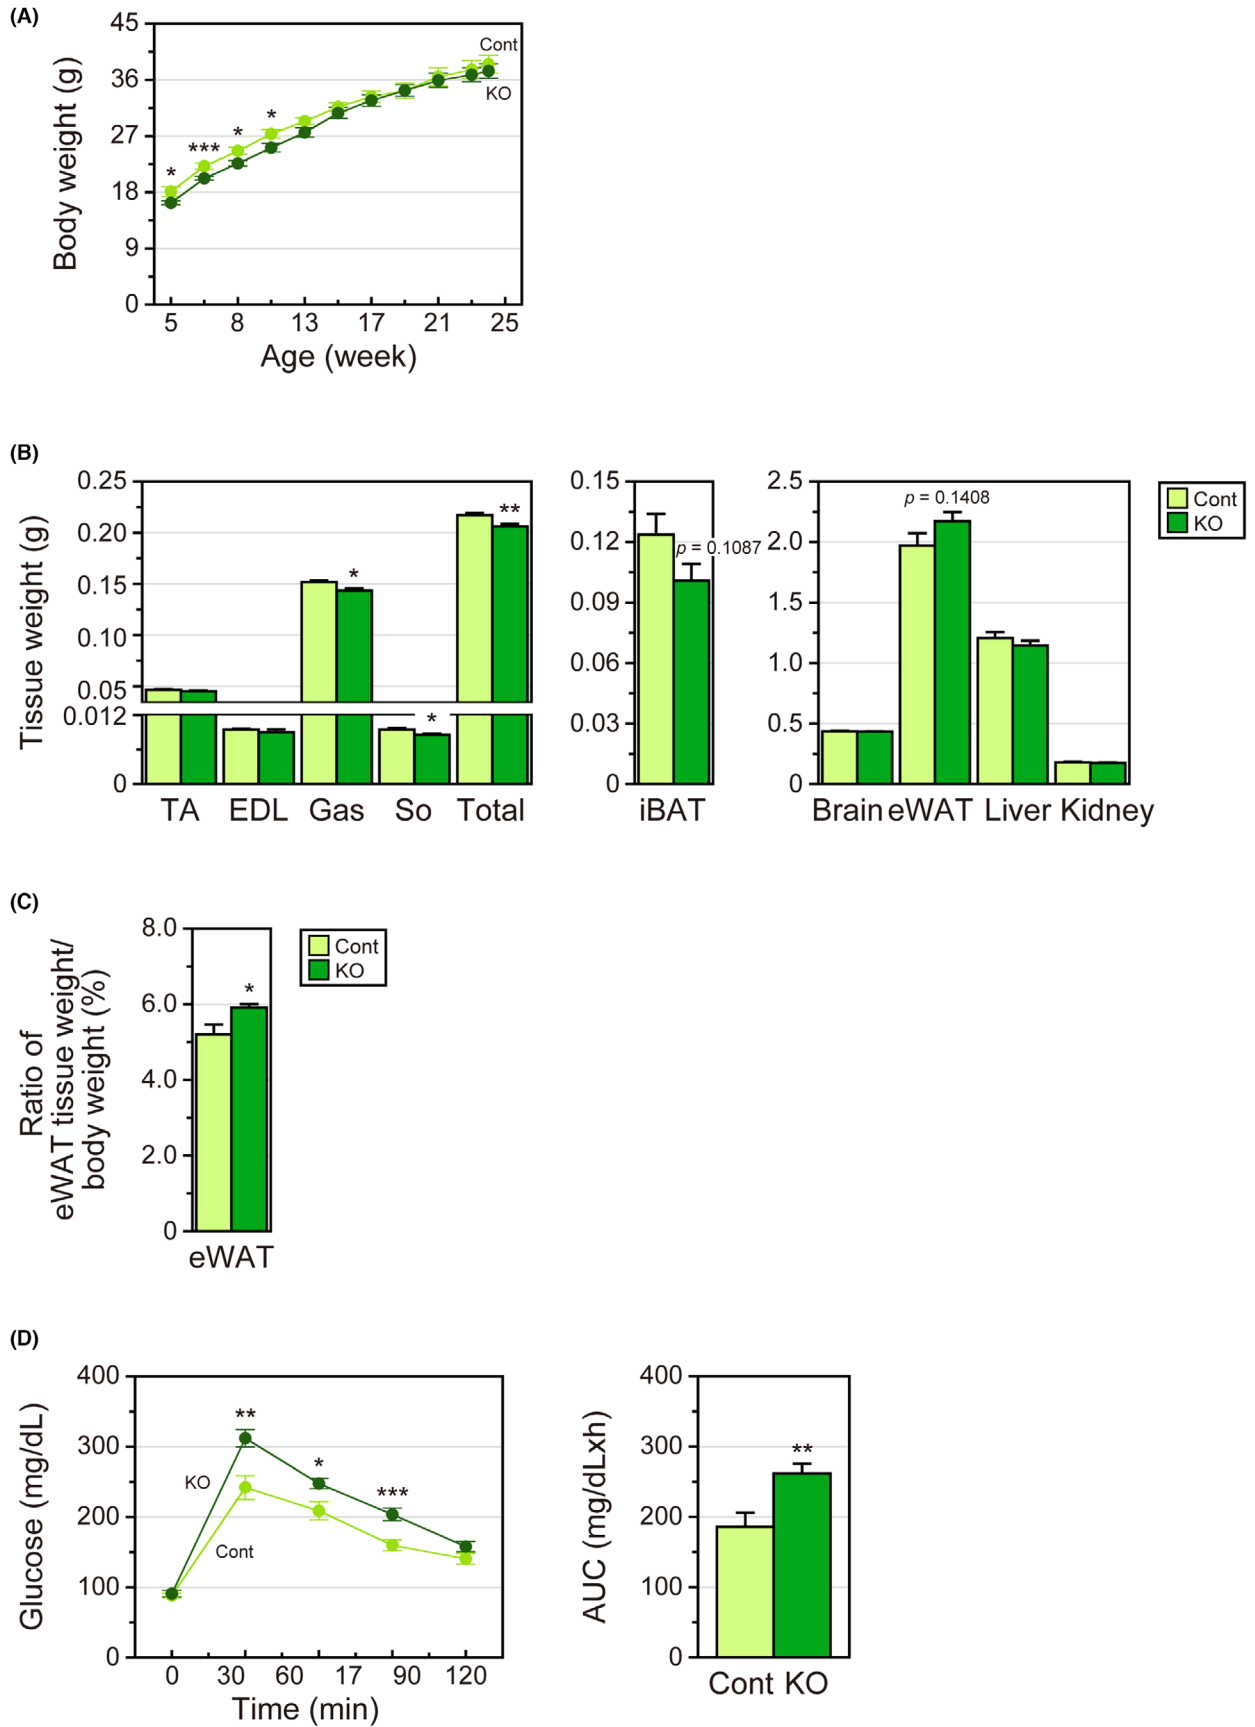 (A)
45
36
27
18
9
0
Body weight (g)
Cont
KO
*
***
*
*
5 8 13 17 21 25
Age (week)
(B)
Tissue weight (g)
0.25
0.20
0.15
0.10
0.05
0.012
0
*
*
**
TA EDL Gas So Total
0.15
0.12
0.09
0.06
0.03
0
p = 0.1087
iBAT
2.5
2.0
1.5
1.0
0.5
0
p = 0.1408
Brain eWAT Liver Kidney
Cont
KO
(C)
Ratio of
eWAT tissue weight/
body weight (%)
8.0
6.0
4.0
2.0
0
*
eWAT
Cont
KO
(D)
Glucose (mg/dL)
400
300
200
100
0
**
*
***
KO
Cont
0 30 60 17 90 120
Time (min)
AUC (mg/dLxh)
400
300
200
100
0
**
Cont KO